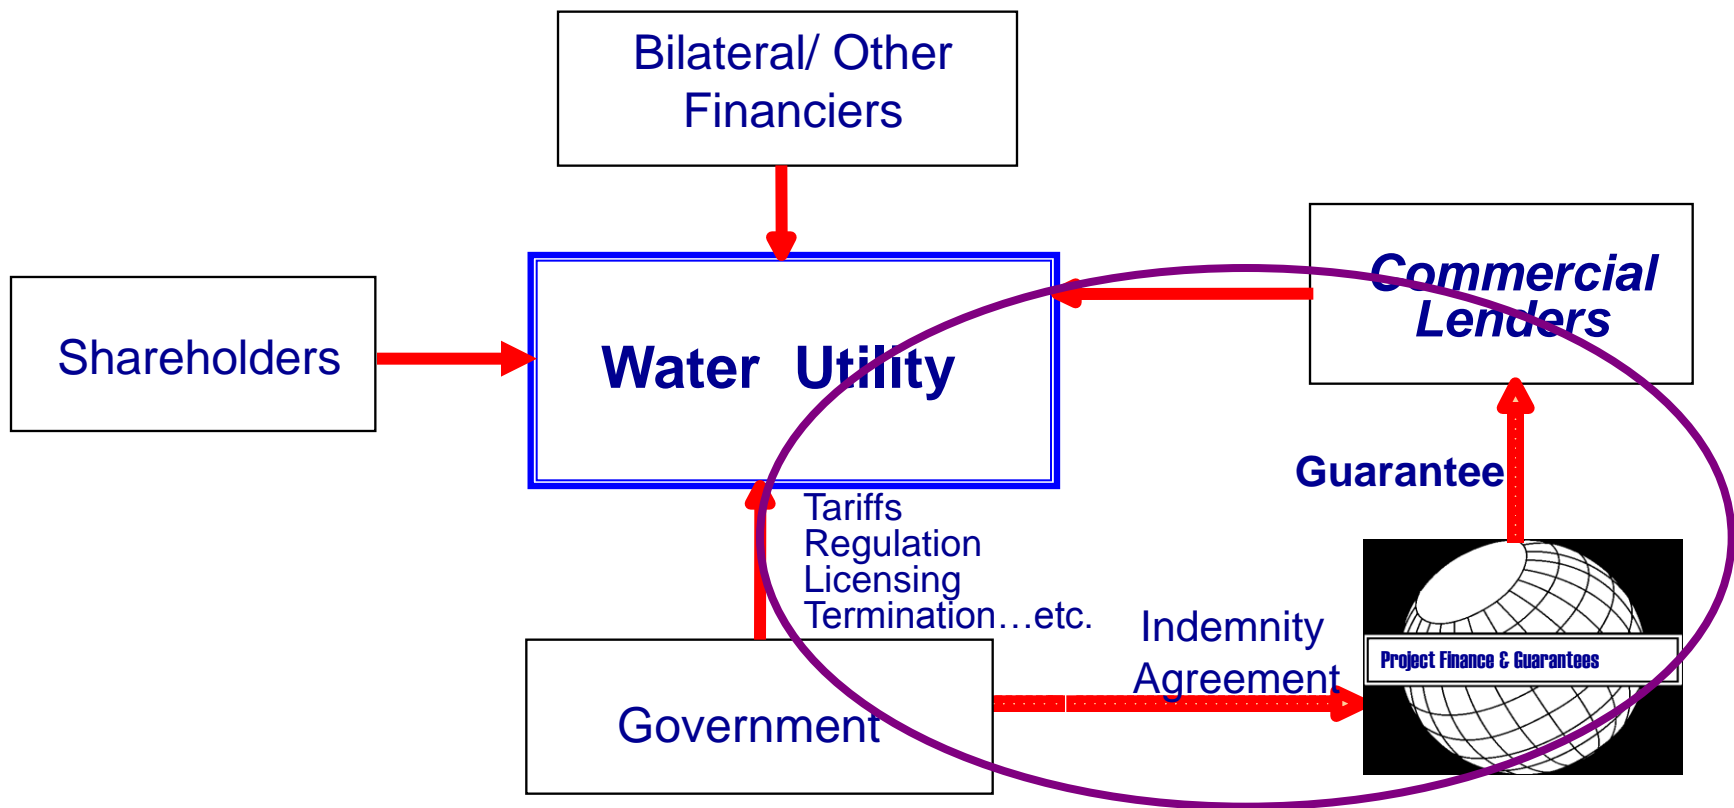 Bilateral/ Other
Financiers
Commercial
Lenders
Shareholders
Water Utility
Guarantee
Tariffs
Regulation
Licensing
Termination…etc.
Indemnity
Agreement
Project Finance & Guarantees
Government